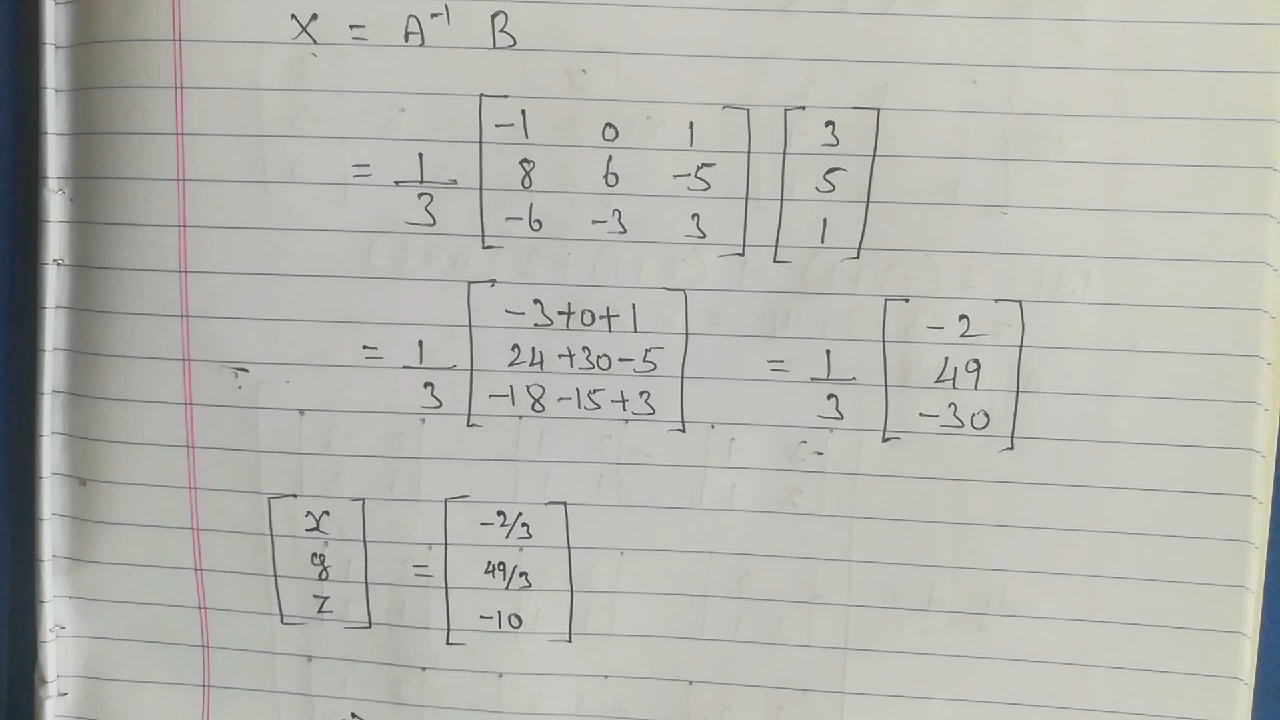 X = A⁻¹ B
= 1/3 [ -1 0 1 ; 8 6 -5 ; -6 -3 3 ] [ 3 ; 5 ; 1 ]
= 1/3 [ -3+0+1 ; 24+30-5 ; -18-15+3 ] = 1/3 [ -2 ; 49 ; -30 ]
[ x ; y ; z ] = [ -2/3 ; 49/3 ; -10 ]